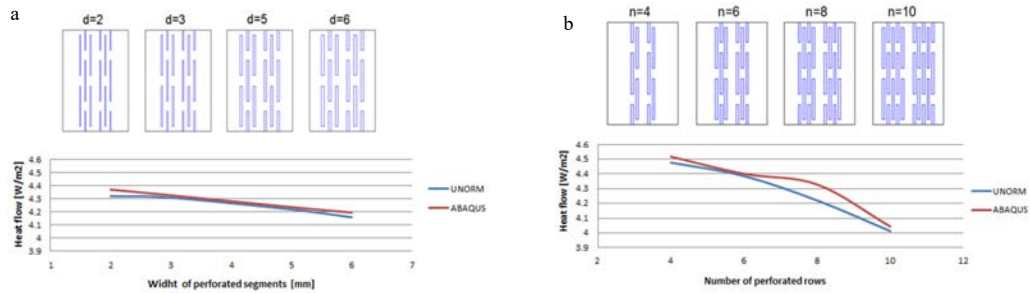 a
d=2 d=3 d=5 d=6
Heat flow [W/m2]
4.6
4.5
4.4
4.3
4.2
4.1
4
3.9
1 2 3 4 5 6 7
Widht of perforated segments [mm]
UNORM
ABAQUS
b
n=4 n=6 n=8 n=10
Heat flow [W/m2]
4.6
4.5
4.4
4.3
4.2
4.1
4
3.9
2 4 6 8 10 12
Number of perforated rows
UNORM
ABAQUS